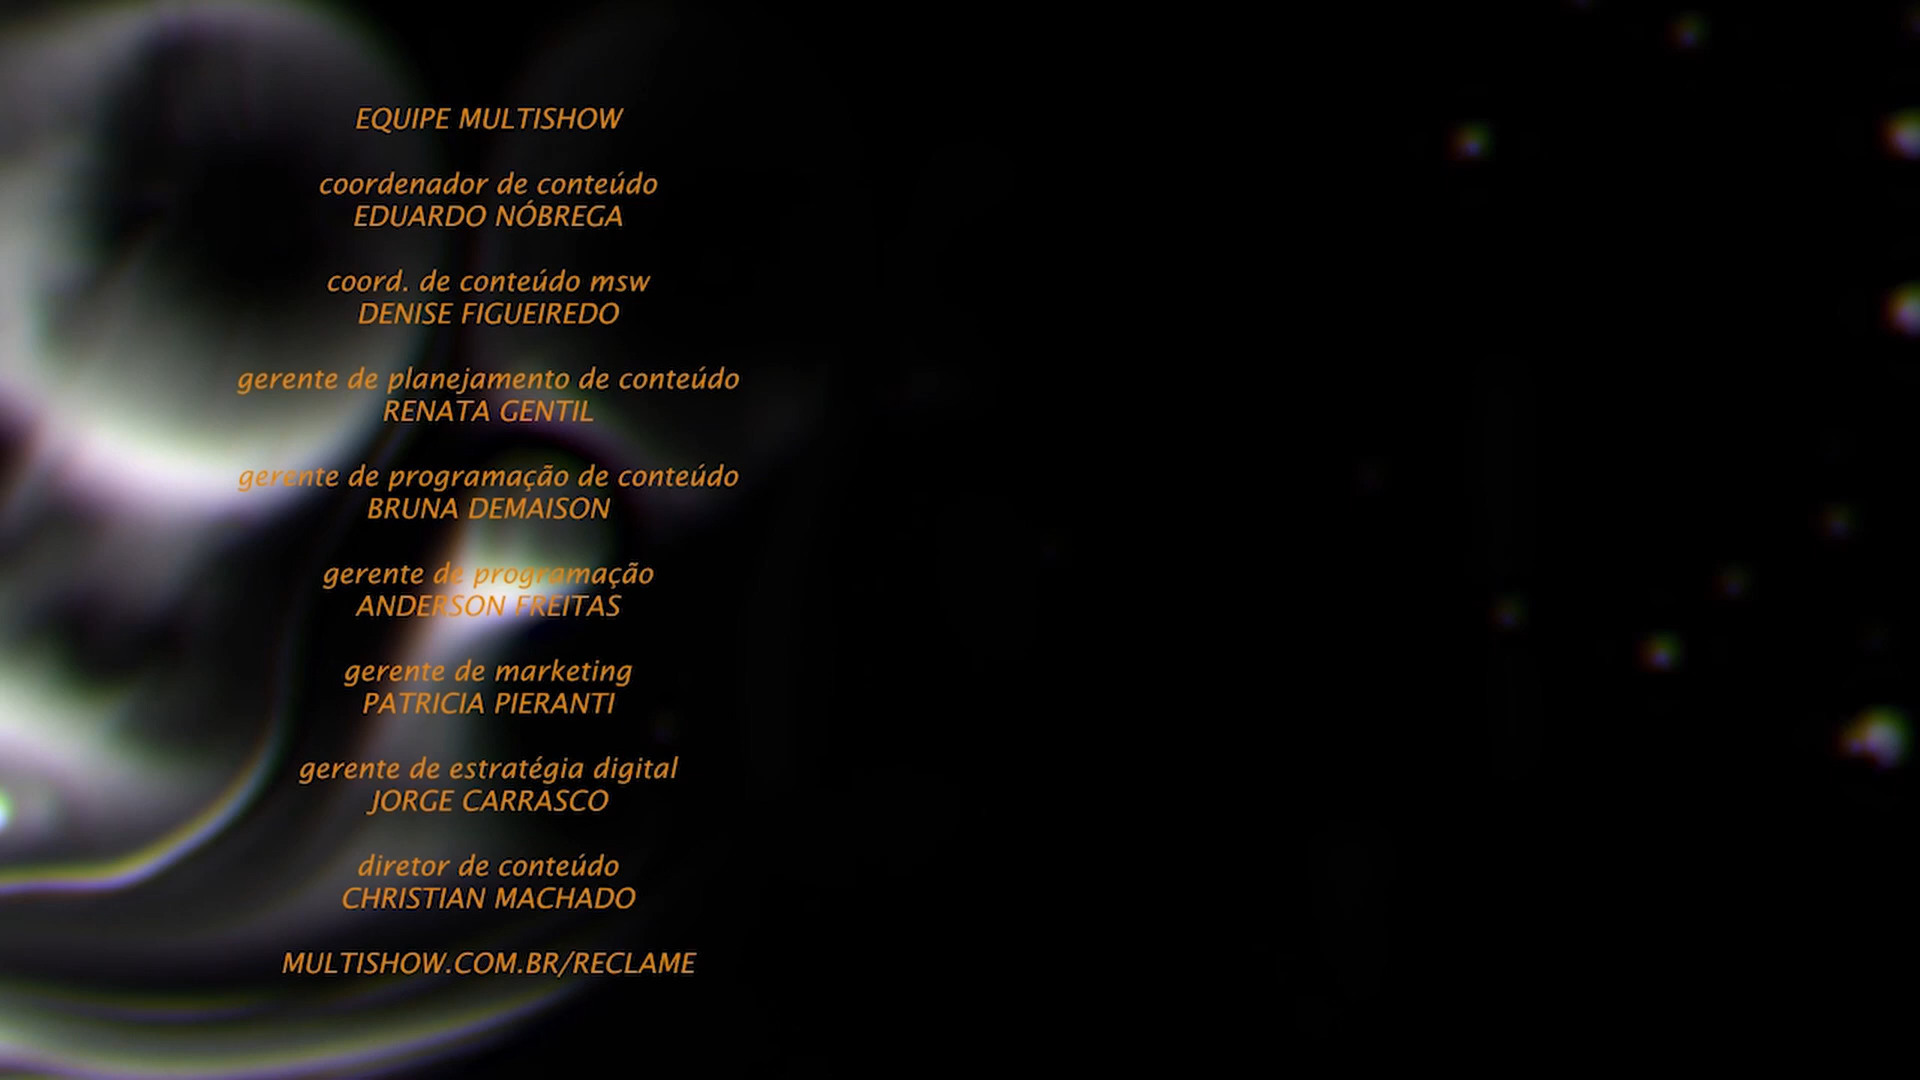 EQUIPE MULTISHOW
coordenador de conteúdo
EDUARDO NÓBREGA
coord. de conteúdo msw
DENISE FIGUEIREDO
gerente de planejamento de conteúdo
RENATA GENTIL
gerente de programação de conteúdo
BRUNA DEMAISON
gerente de programação
ANDERSON FREITAS
gerente de marketing
PATRICIA PIERANTI
gerente de estratégia digital
JORGE CARRASCO
diretor de conteúdo
CHRISTIAN MACHADO
MULTISHOW.COM.BR/RECLAME